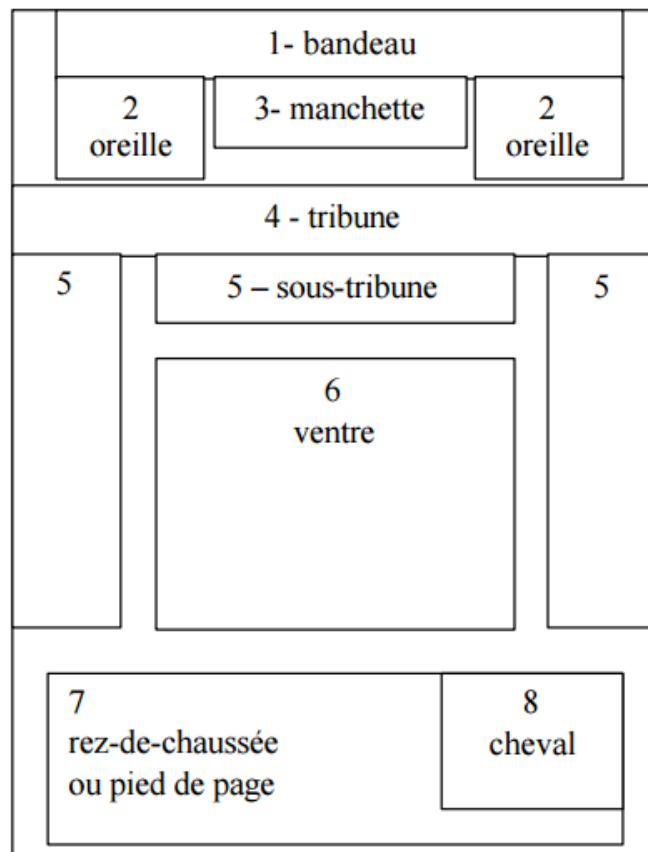 1- bandeau
2
oreille
3- manchette
2
oreille
4 - tribune
5
5 – sous-tribune
5
6
ventre
7
rez-de-chaussée
ou pied de page
8
cheval